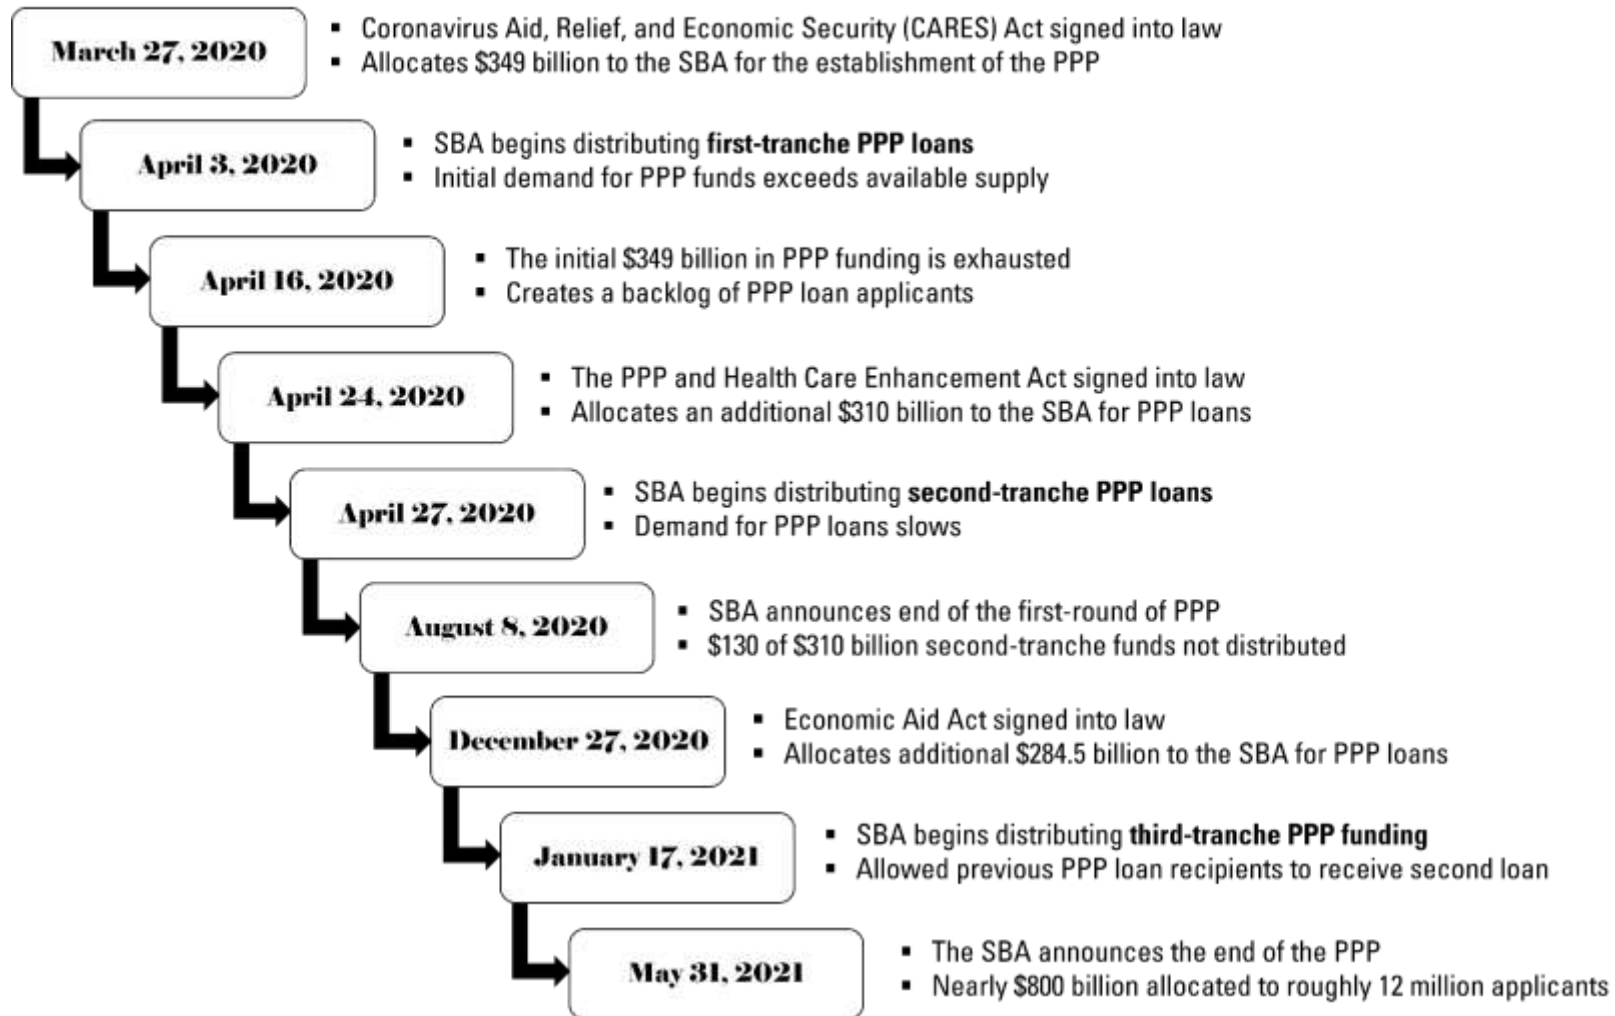 March 27, 2020
▪ Coronavirus Aid, Relief, and Economic Security (CARES) Act signed into law
▪ Allocates $349 billion to the SBA for the establishment of the PPP
April 3, 2020
▪ SBA begins distributing first-tranche PPP loans
▪ Initial demand for PPP funds exceeds available supply
April 16, 2020
▪ The initial $349 billion in PPP funding is exhausted
▪ Creates a backlog of PPP loan applicants
April 24, 2020
▪ The PPP and Health Care Enhancement Act signed into law
▪ Allocates an additional $310 billion to the SBA for PPP loans
April 27, 2020
▪ SBA begins distributing second-tranche PPP loans
▪ Demand for PPP loans slows
August 8, 2020
▪ SBA announces end of the first-round of PPP
▪ $130 of $310 billion second-tranche funds not distributed
December 27, 2020
▪ Economic Aid Act signed into law
▪ Allocates additional $284.5 billion to the SBA for PPP loans
January 17, 2021
▪ SBA begins distributing third-tranche PPP funding
▪ Allowed previous PPP loan recipients to receive second loan
May 31, 2021
▪ The SBA announces the end of the PPP
▪ Nearly $800 billion allocated to roughly 12 million applicants